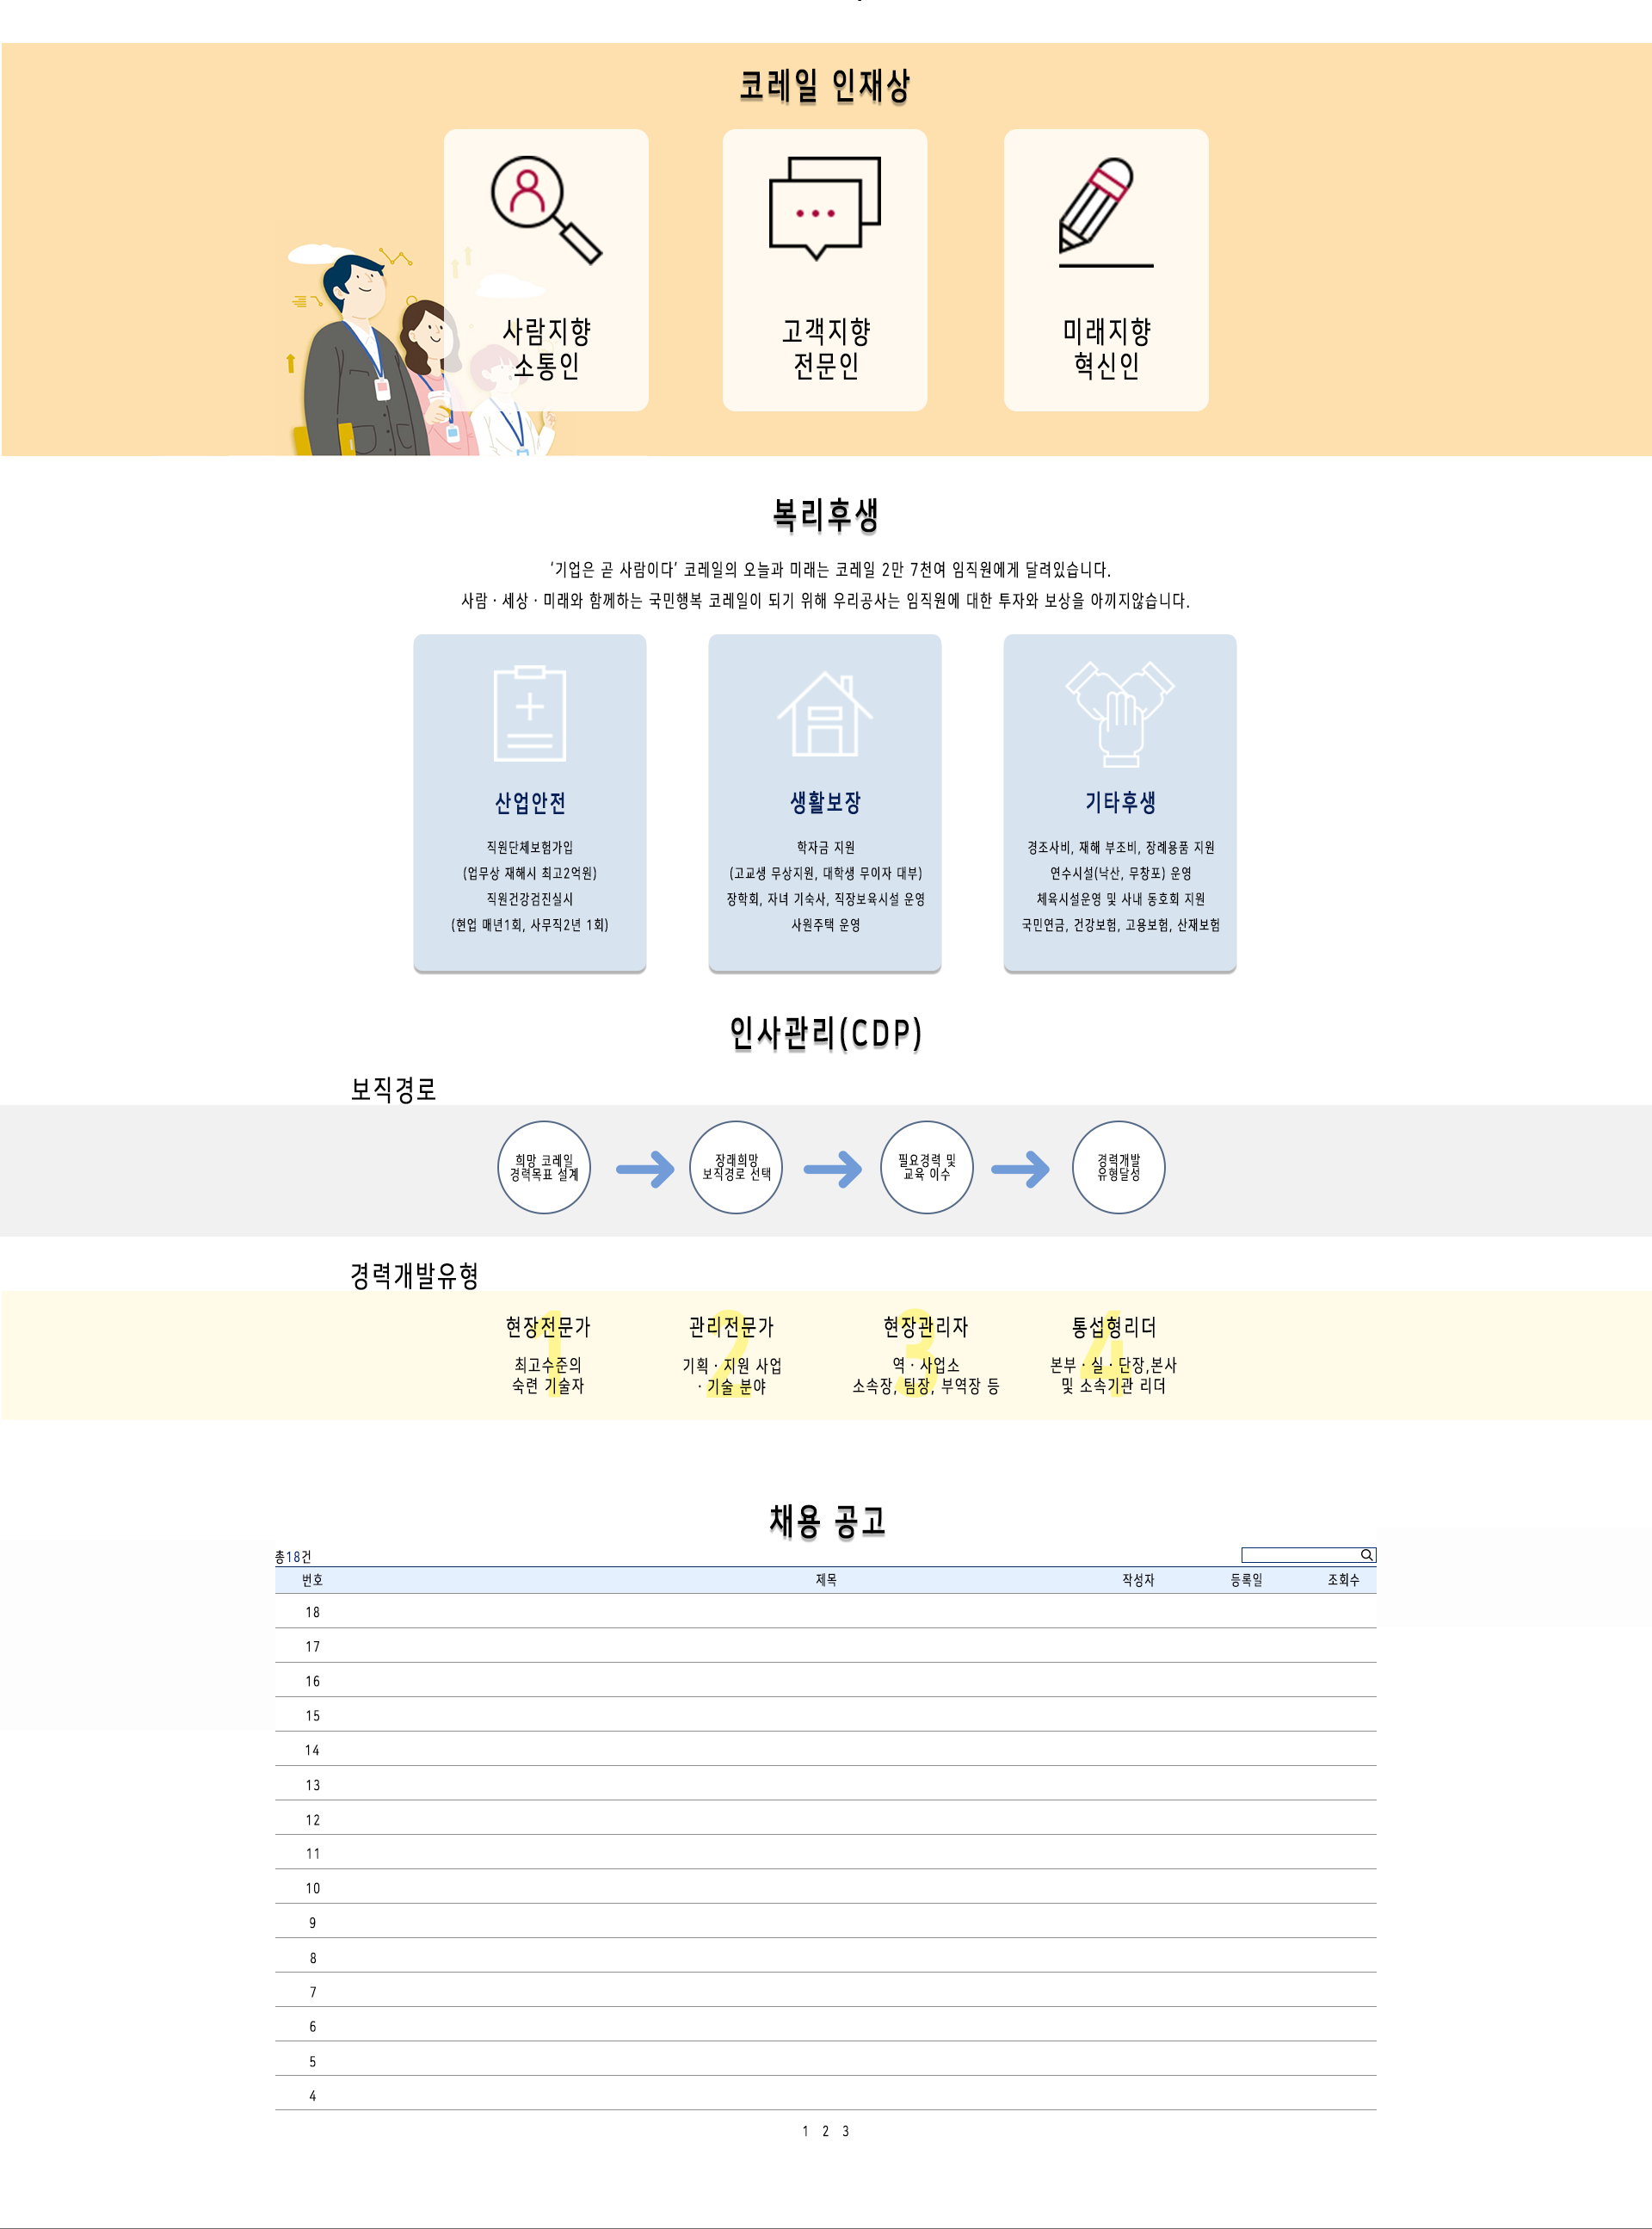 코레일 인재상
사람지향
소통인
고객지향
전문인
미래지향
혁신인
복리후생
‘기업은 곧 사람이다’ 코레일의 오늘과 미래는 코레일 2만 7천여 임직원에게 달려있습니다.
사람 · 세상 · 미래와 함께하는 국민행복 코레일이 되기 위해 우리공사는 임직원에 대한 투자와 보상을 아끼지않습니다.
산업안전
직원단체보험가입
(업무상 재해시 최고2억원)
직원건강검진실시
(현업 매년1회, 사무직2년 1회)
생활보장
학자금 지원
(고교생 무상지원, 대학생 무이자 대부)
장학회, 자녀 기숙사, 직장보육시설 운영
사원주택 운영
기타후생
경조사비, 재해 부조비, 장례용품 지원
연수시설(낙산, 무창포) 운영
체육시설운영 및 사내 동호회 지원
국민연금, 건강보험, 고용보험, 산재보험
인사관리(CDP)
보직경로
희망 코레일
경력목표 설계
장래희망
보직경로 선택
필요경력 및
교육 이수
경력개발
유형달성
경력개발유형
1
현장전문가
최고수준의
숙련 기술자
2
관리전문가
기획 · 지원 사업
· 기술 분야
3
현장관리자
역 · 사업소
소속장, 팀장, 부역장 등
4
통섭형리더
본부 · 실 · 단장,본사
및 소속기관 리더
채용 공고
총18건
번호 제목 작성자 등록일 조회수
18
17
16
15
14
13
12
11
10
9
8
7
6
5
4
1 2 3